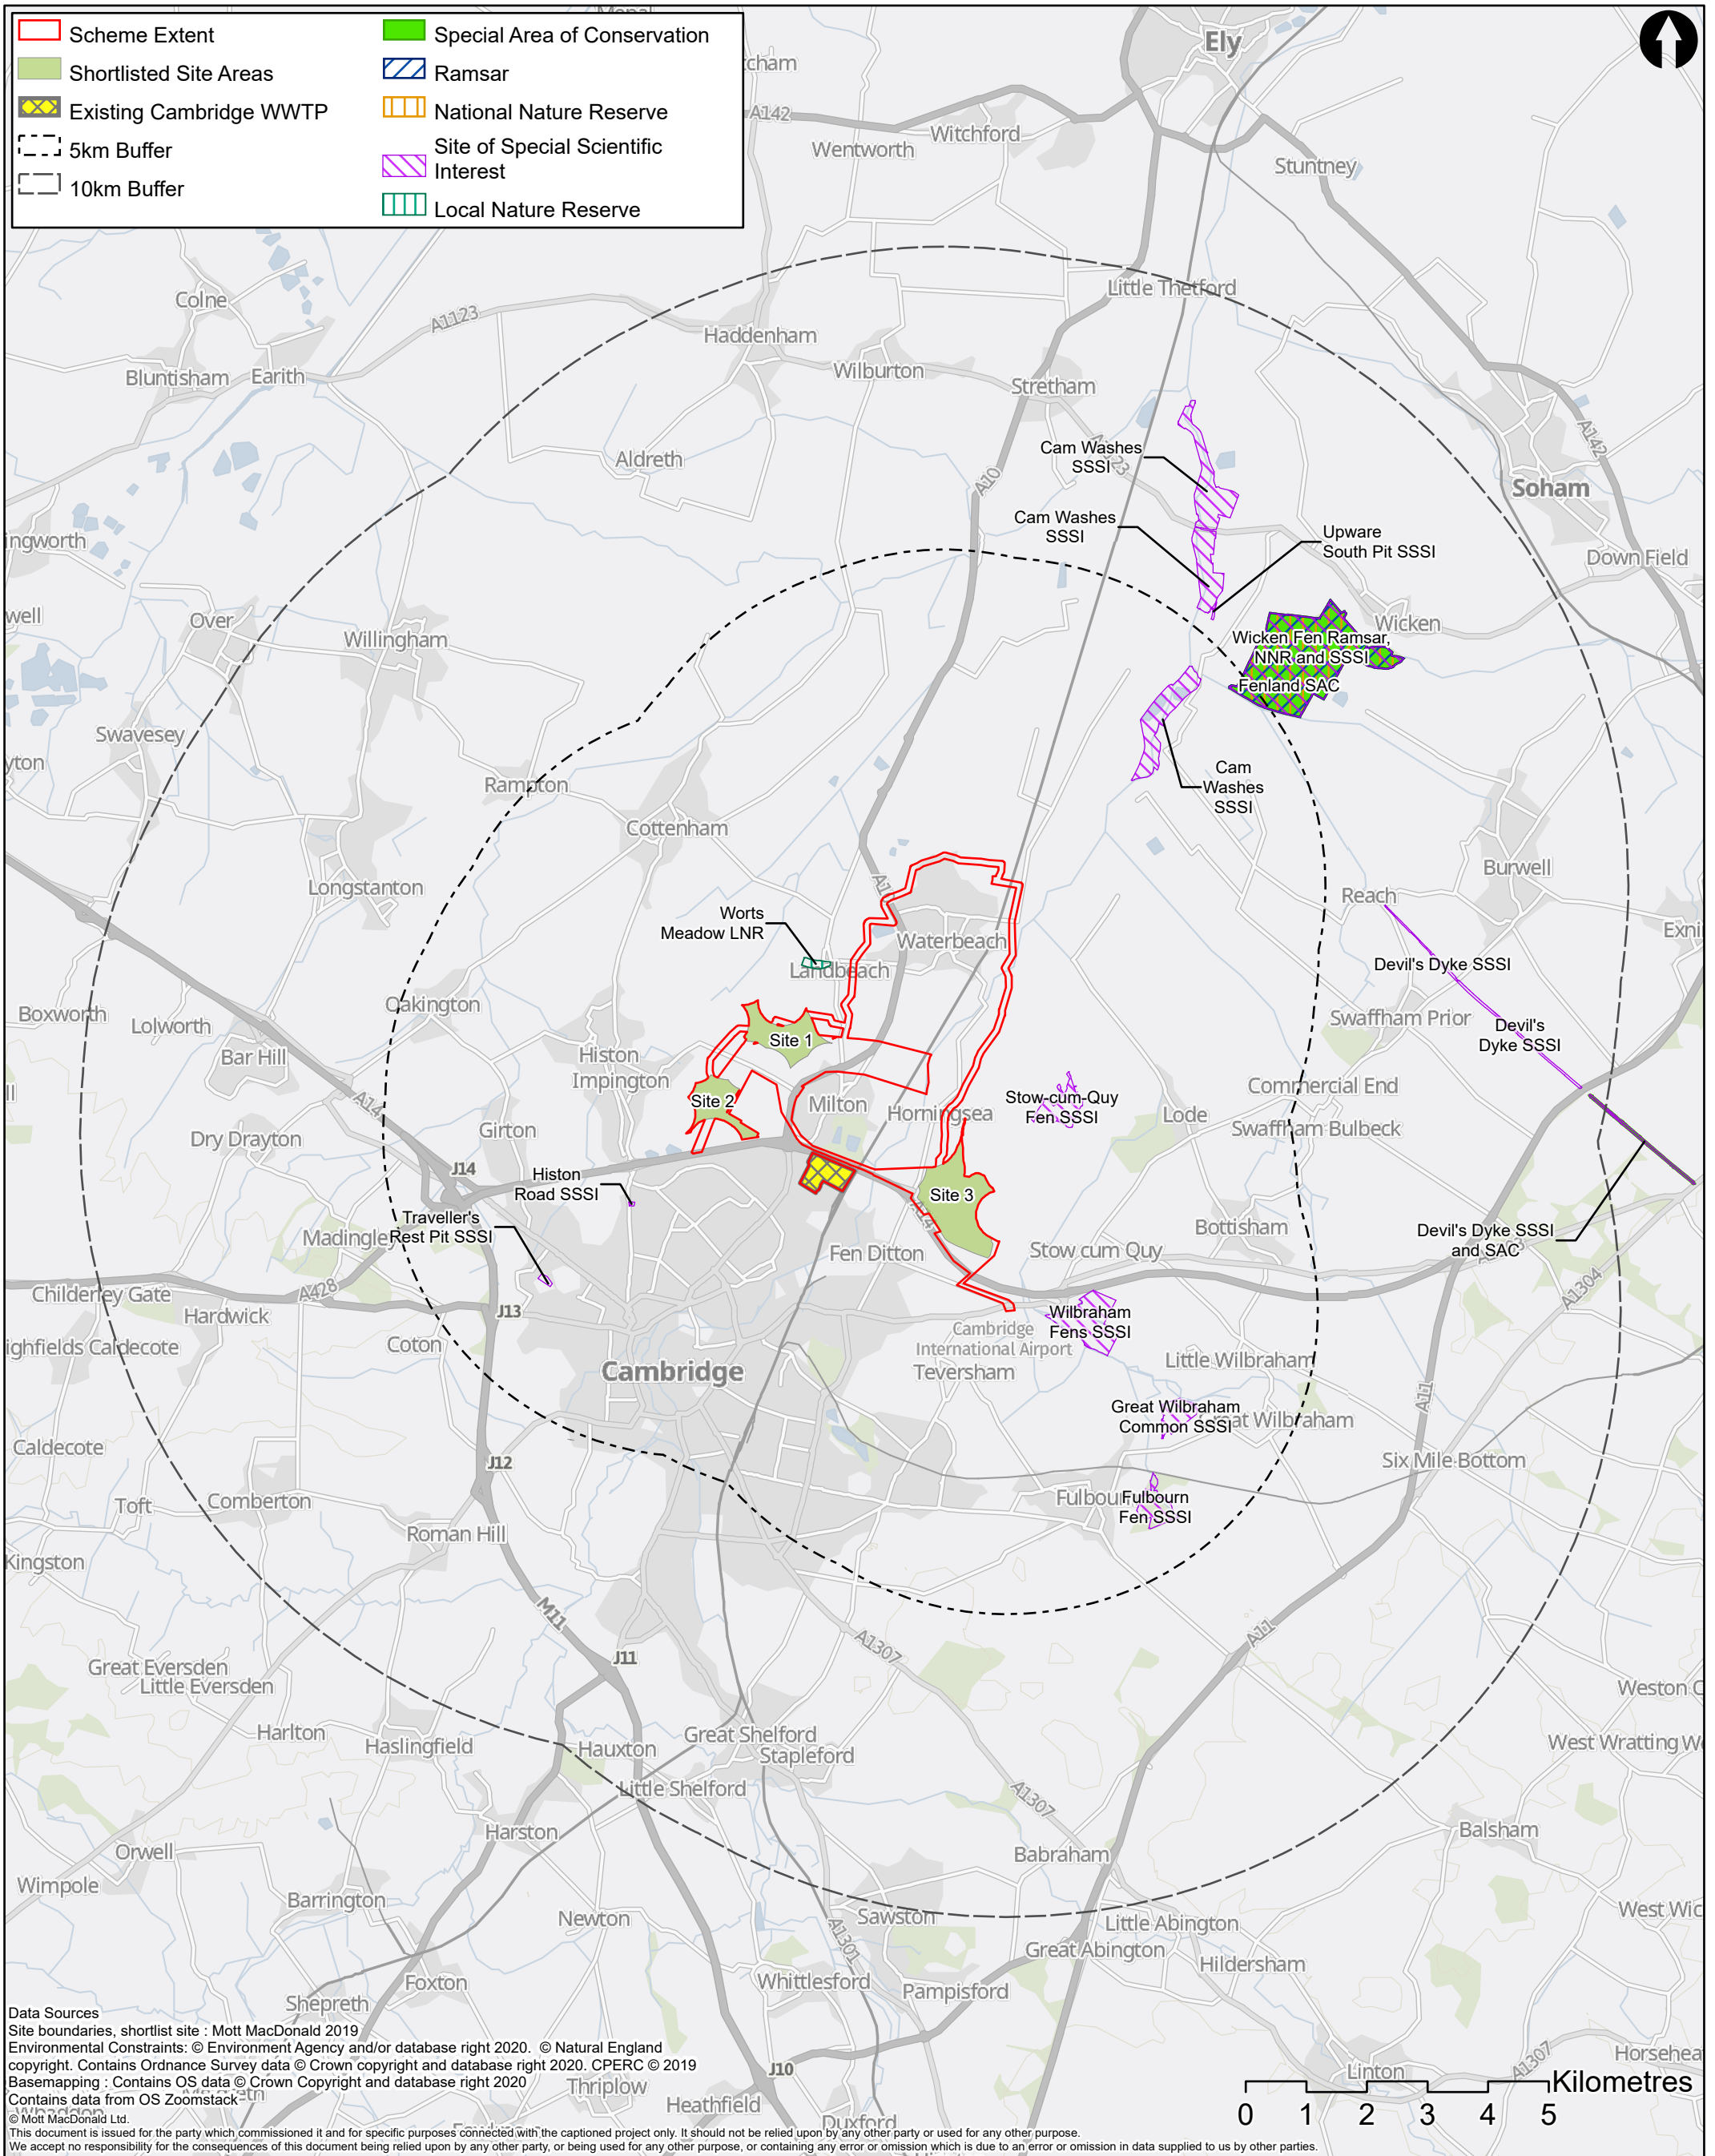 Scheme Extent
Shortlisted Site Areas
Existing Cambridge WWTP
5km Buffer
10km Buffer
Special Area of Conservation
Ramsar
National Nature Reserve
Site of Special Scientific
Interest
Local Nature Reserve
Ely
A142
Witchford
Wentworth
Stuntney
Little Thetford
Colne
A1123
Haddenham
Bluntisham
Earith
Wilburton
Stretham
Aldreth
A10
Cam Washes
SSSI
A142
Soham
Cam Washes
SSSI
Upware
South Pit SSSI
ingworth
Down Field
well
Over
Willingham
Wicken
Wicken Fen Ramsar,
NNR and SSSI
Fenland SAC
Swavesey
yton
Rampton
Cam
Washes
SSSI
Cottenham
Longstanton
Burwell
Reach
Worts
Meadow LNR
Waterbeach
Landbeach
Devil's Dyke SSSI
Oakington
Boxworth
Lolworth
Bar Hill
Swaffham Prior
Devil's
Dyke SSSI
Site 1
Histon
Impington
Site 2
Milton
Horningsea
Stow-cum-Quy
Fen SSSI
Lode
Commercial End
Swaffham Bulbeck
Dry Drayton
Girton
J14
Histon
Road SSSI
Site 3
Traveller's
Rest Pit SSSI
Madingley
Fen Ditton
Stow cum Quy
Bottisham
Devil's Dyke SSSI
and SAC
Childerley Gate
A428
Hardwick
J13
A1304
ighfields Caldecote
Coton
Wilbraham
Fens SSSI
Cambridge
International Airport
Teversham
Cambridge
Little Wilbraham
A11
Great Wilbraham
Common SSSI
Great Wilbraham
Caldecote
J12
Six Mile Bottom
Toft
Comberton
Fulbourn
Fulbourn
Fen SSSI
Roman Hill
Kingston
M11
A1307
A11
J11
Great Eversden
Little Eversden
Harlton
Haslingfield
Hauxton
Great Shelford
Stapleford
Little Shelford
A1307
Harston
Orwell
Wimpole
Barrington
Newton
Babraham
Balsham
Sawston
A1301
Little Abington
Great Abington
Hildersham
Foxton
Whittlesford
Pampisford
Shepreth
J10
Thriplow
Heathfield
Duxford
Linton
A1307
Data Sources
Site boundaries, shortlist site : Mott MacDonald 2019
Environmental Constraints: © Environment Agency and/or database right 2020.  © Natural England
copyright. Contains Ordnance Survey data © Crown copyright and database right 2020. CPERC © 2019
Basemapping : Contains OS data © Crown Copyright and database right 2020
Contains data from OS Zoomstack
© Mott MacDonald Ltd.
This document is issued for the party which commissioned it and for specific purposes connected with the captioned project only. It should not be relied upon by any other party or used for any other purpose.
We accept no responsibility for the consequences of this document being relied upon by any other party, or being used for any other purpose, or containing any error or omission which is due to an error or omission in data supplied to us by other parties.
Kilometres
0 1 2 3 4 5